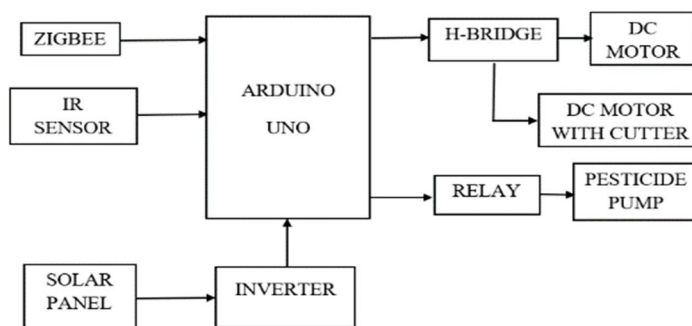 ZIGBEE
IR
SENSOR
ARDUINO
UNO
H-BRIDGE
DC
MOTOR
DC MOTOR
WITH CUTTER
RELAY
PESTICIDE
PUMP
SOLAR
PANEL
INVERTER